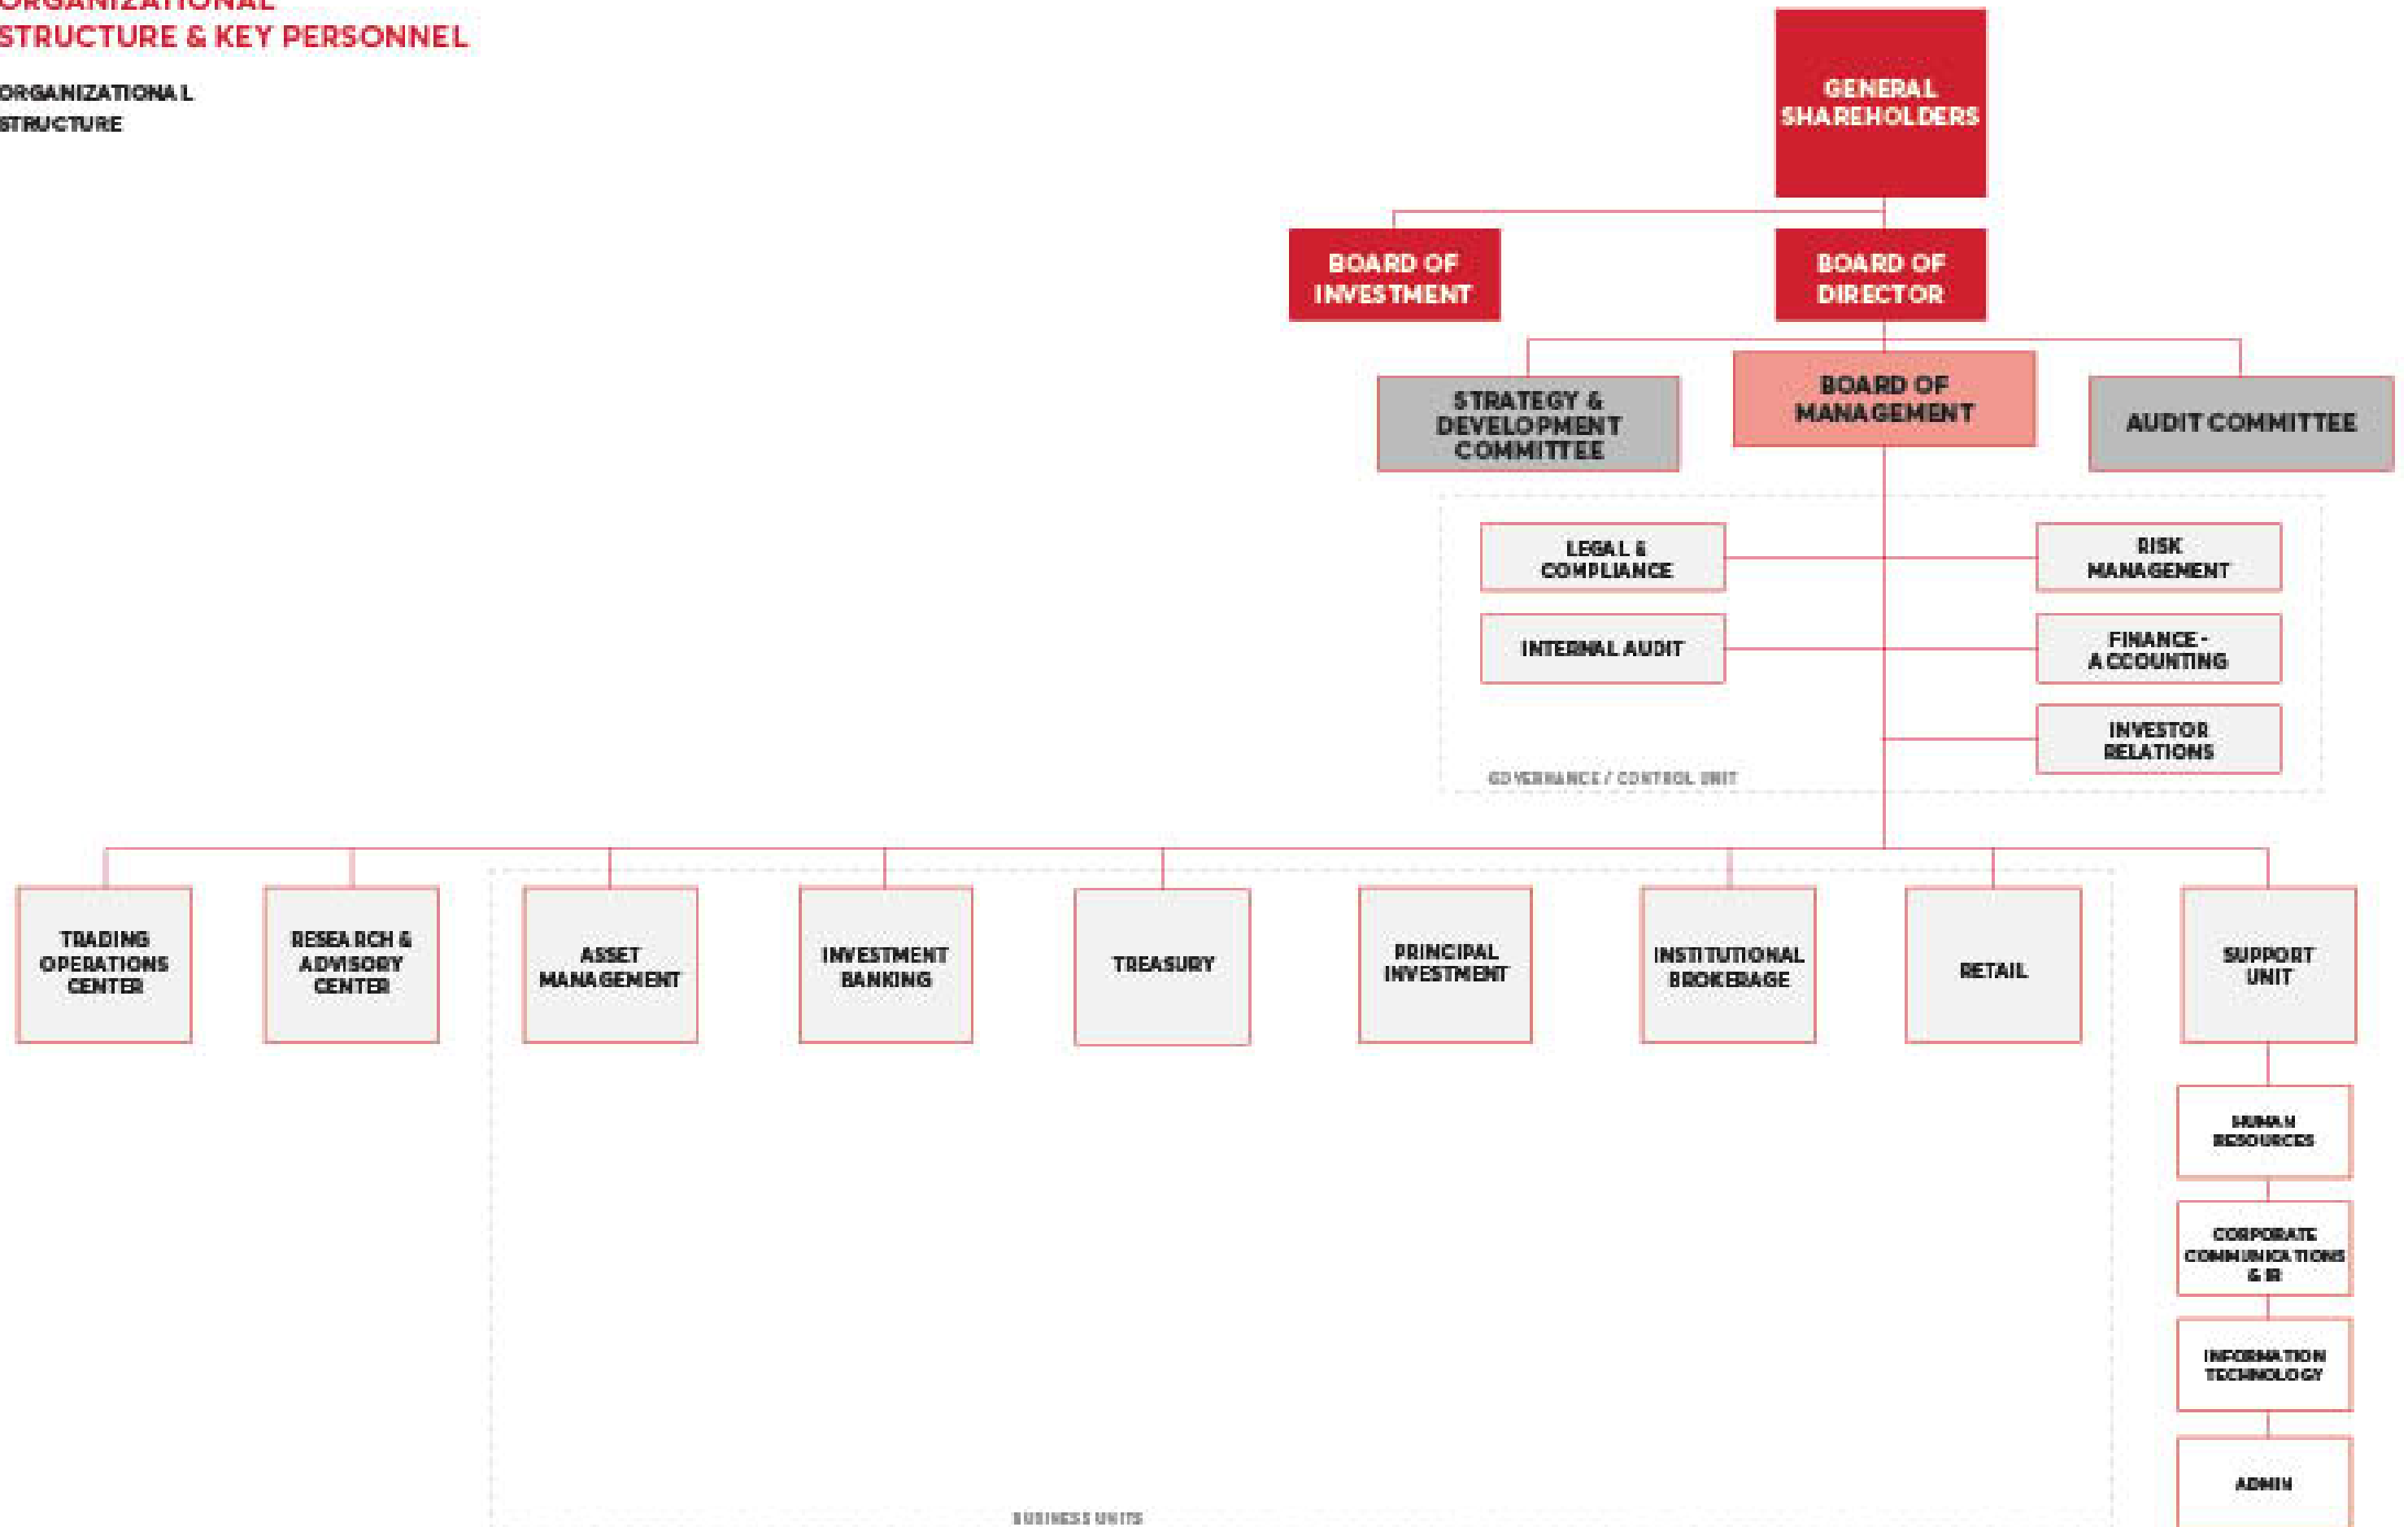 ORGANIZATIONAL
STRUCTURE & KEY PERSONNEL
ORGANIZATIONAL
STRUCTURE
GENERAL
SHAREHOLDERS
BOARD OF
INVESTMENT
BOARD OF
DIRECTOR
STRATEGY &
DEVELOPMENT
COMMITTEE
BOARD OF
MANAGEMENT
AUDIT COMMITTEE
LEGAL &
COMPLIANCE
RISK
MANAGEMENT
INTERNAL AUDIT
FINANCE -
ACCOUNTING
INVESTOR
RELATIONS
GOVERNANCE / CONTROL UNIT
TRADING
OPERATIONS
CENTER
RESEARCH &
ADVISORY
CENTER
ASSET
MANAGEMENT
INVESTMENT
BANKING
TREASURY
PRINCIPAL
INVESTMENT
INSTITUTIONAL
BROKERAGE
RETAIL
SUPPORT
UNIT
HUMAN
RESOURCES
CORPORATE
COMMUNICATIONS
& IR
INFORMATION
TECHNOLOGY
ADMIN
BUSINESS UNITS